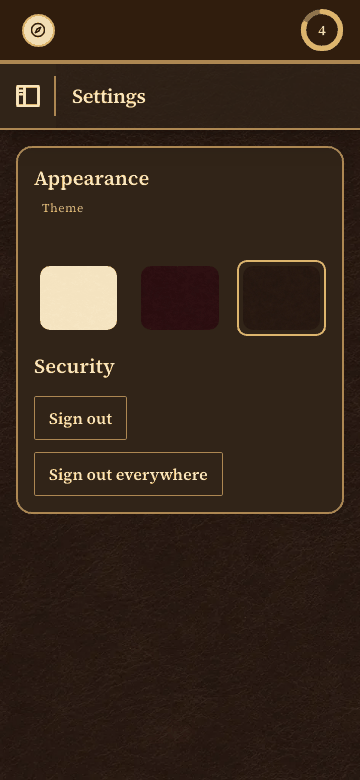 4
Settings
Appearance
Theme
Security
Sign out
Sign out everywhere